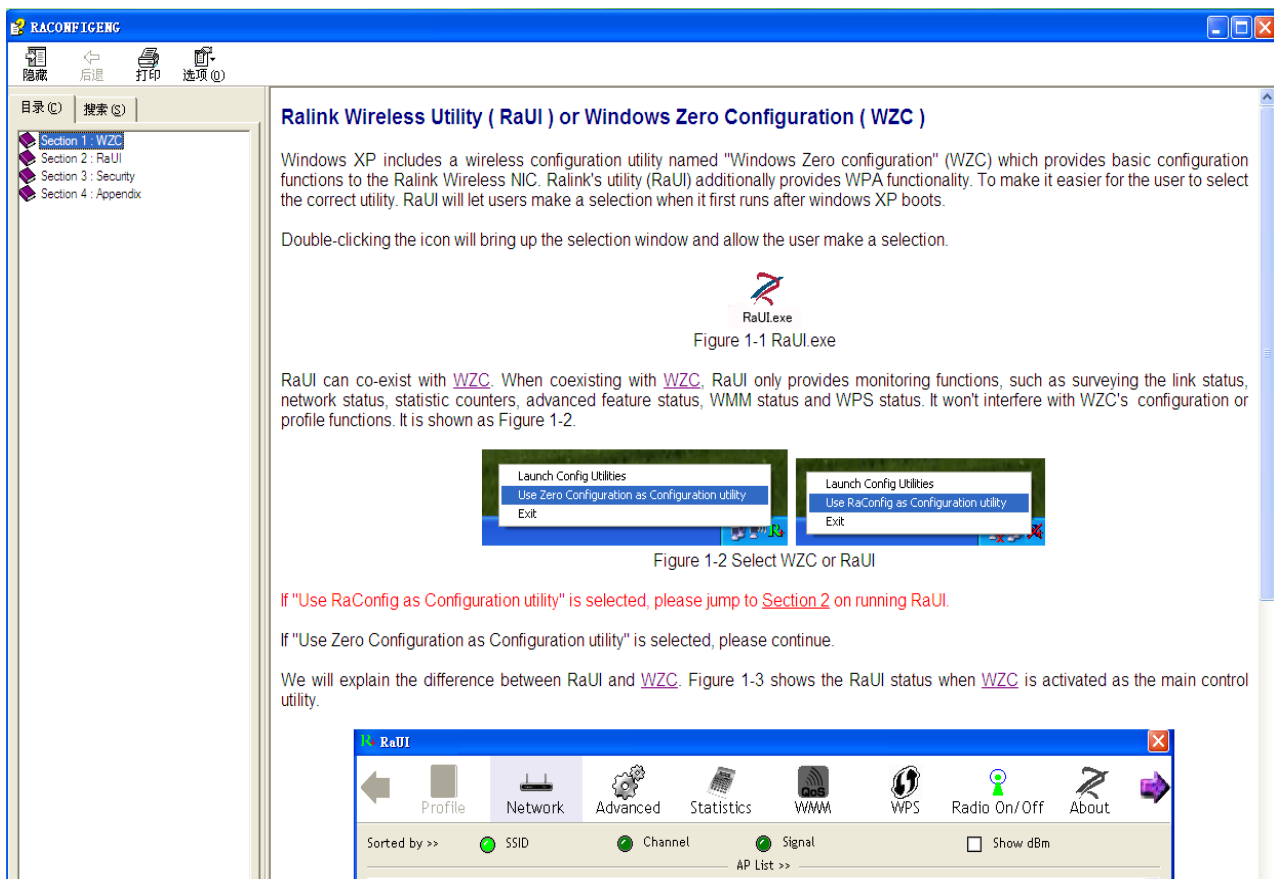 RACONFIGENG
隐藏 后退 打印 选项(O)
目录(C) 搜索(S)
Section 1 : WZC
Section 2 : RaUI
Section 3 : Security
Section 4 : Appendix
Ralink Wireless Utility ( RaUI ) or Windows Zero Configuration ( WZC )
Windows XP includes a wireless configuration utility named "Windows Zero configuration" (WZC) which provides basic configuration
functions to the Ralink Wireless NIC. Ralink's utility (RaUI) additionally provides WPA functionality. To make it easier for the user to select
the correct utility. RaUI will let users make a selection when it first runs after windows XP boots.
Double-clicking the icon will bring up the selection window and allow the user make a selection.
RaUI.exe
Figure 1-1 RaUI.exe
RaUI can co-exist with WZC. When coexisting with WZC, RaUI only provides monitoring functions, such as surveying the link status,
network status, statistic counters, advanced feature status, WMM status and WPS status. It won't interfere with WZC's configuration or
profile functions. It is shown as Figure 1-2.
Launch Config Utilities
Use Zero Configuration as Configuration utility
Exit
Launch Config Utilities
Use RaConfig as Configuration utility
Exit
Figure 1-2 Select WZC or RaUI
If "Use RaConfig as Configuration utility" is selected, please jump to Section 2 on running RaUI.
If "Use Zero Configuration as Configuration utility" is selected, please continue.
We will explain the difference between RaUI and WZC. Figure 1-3 shows the RaUI status when WZC is activated as the main control
utility.
RaUI
QoS
Profile Network Advanced Statistics WMM WPS Radio On/Off About
Sorted by >> SSID Channel Signal Show dBm
AP List >>